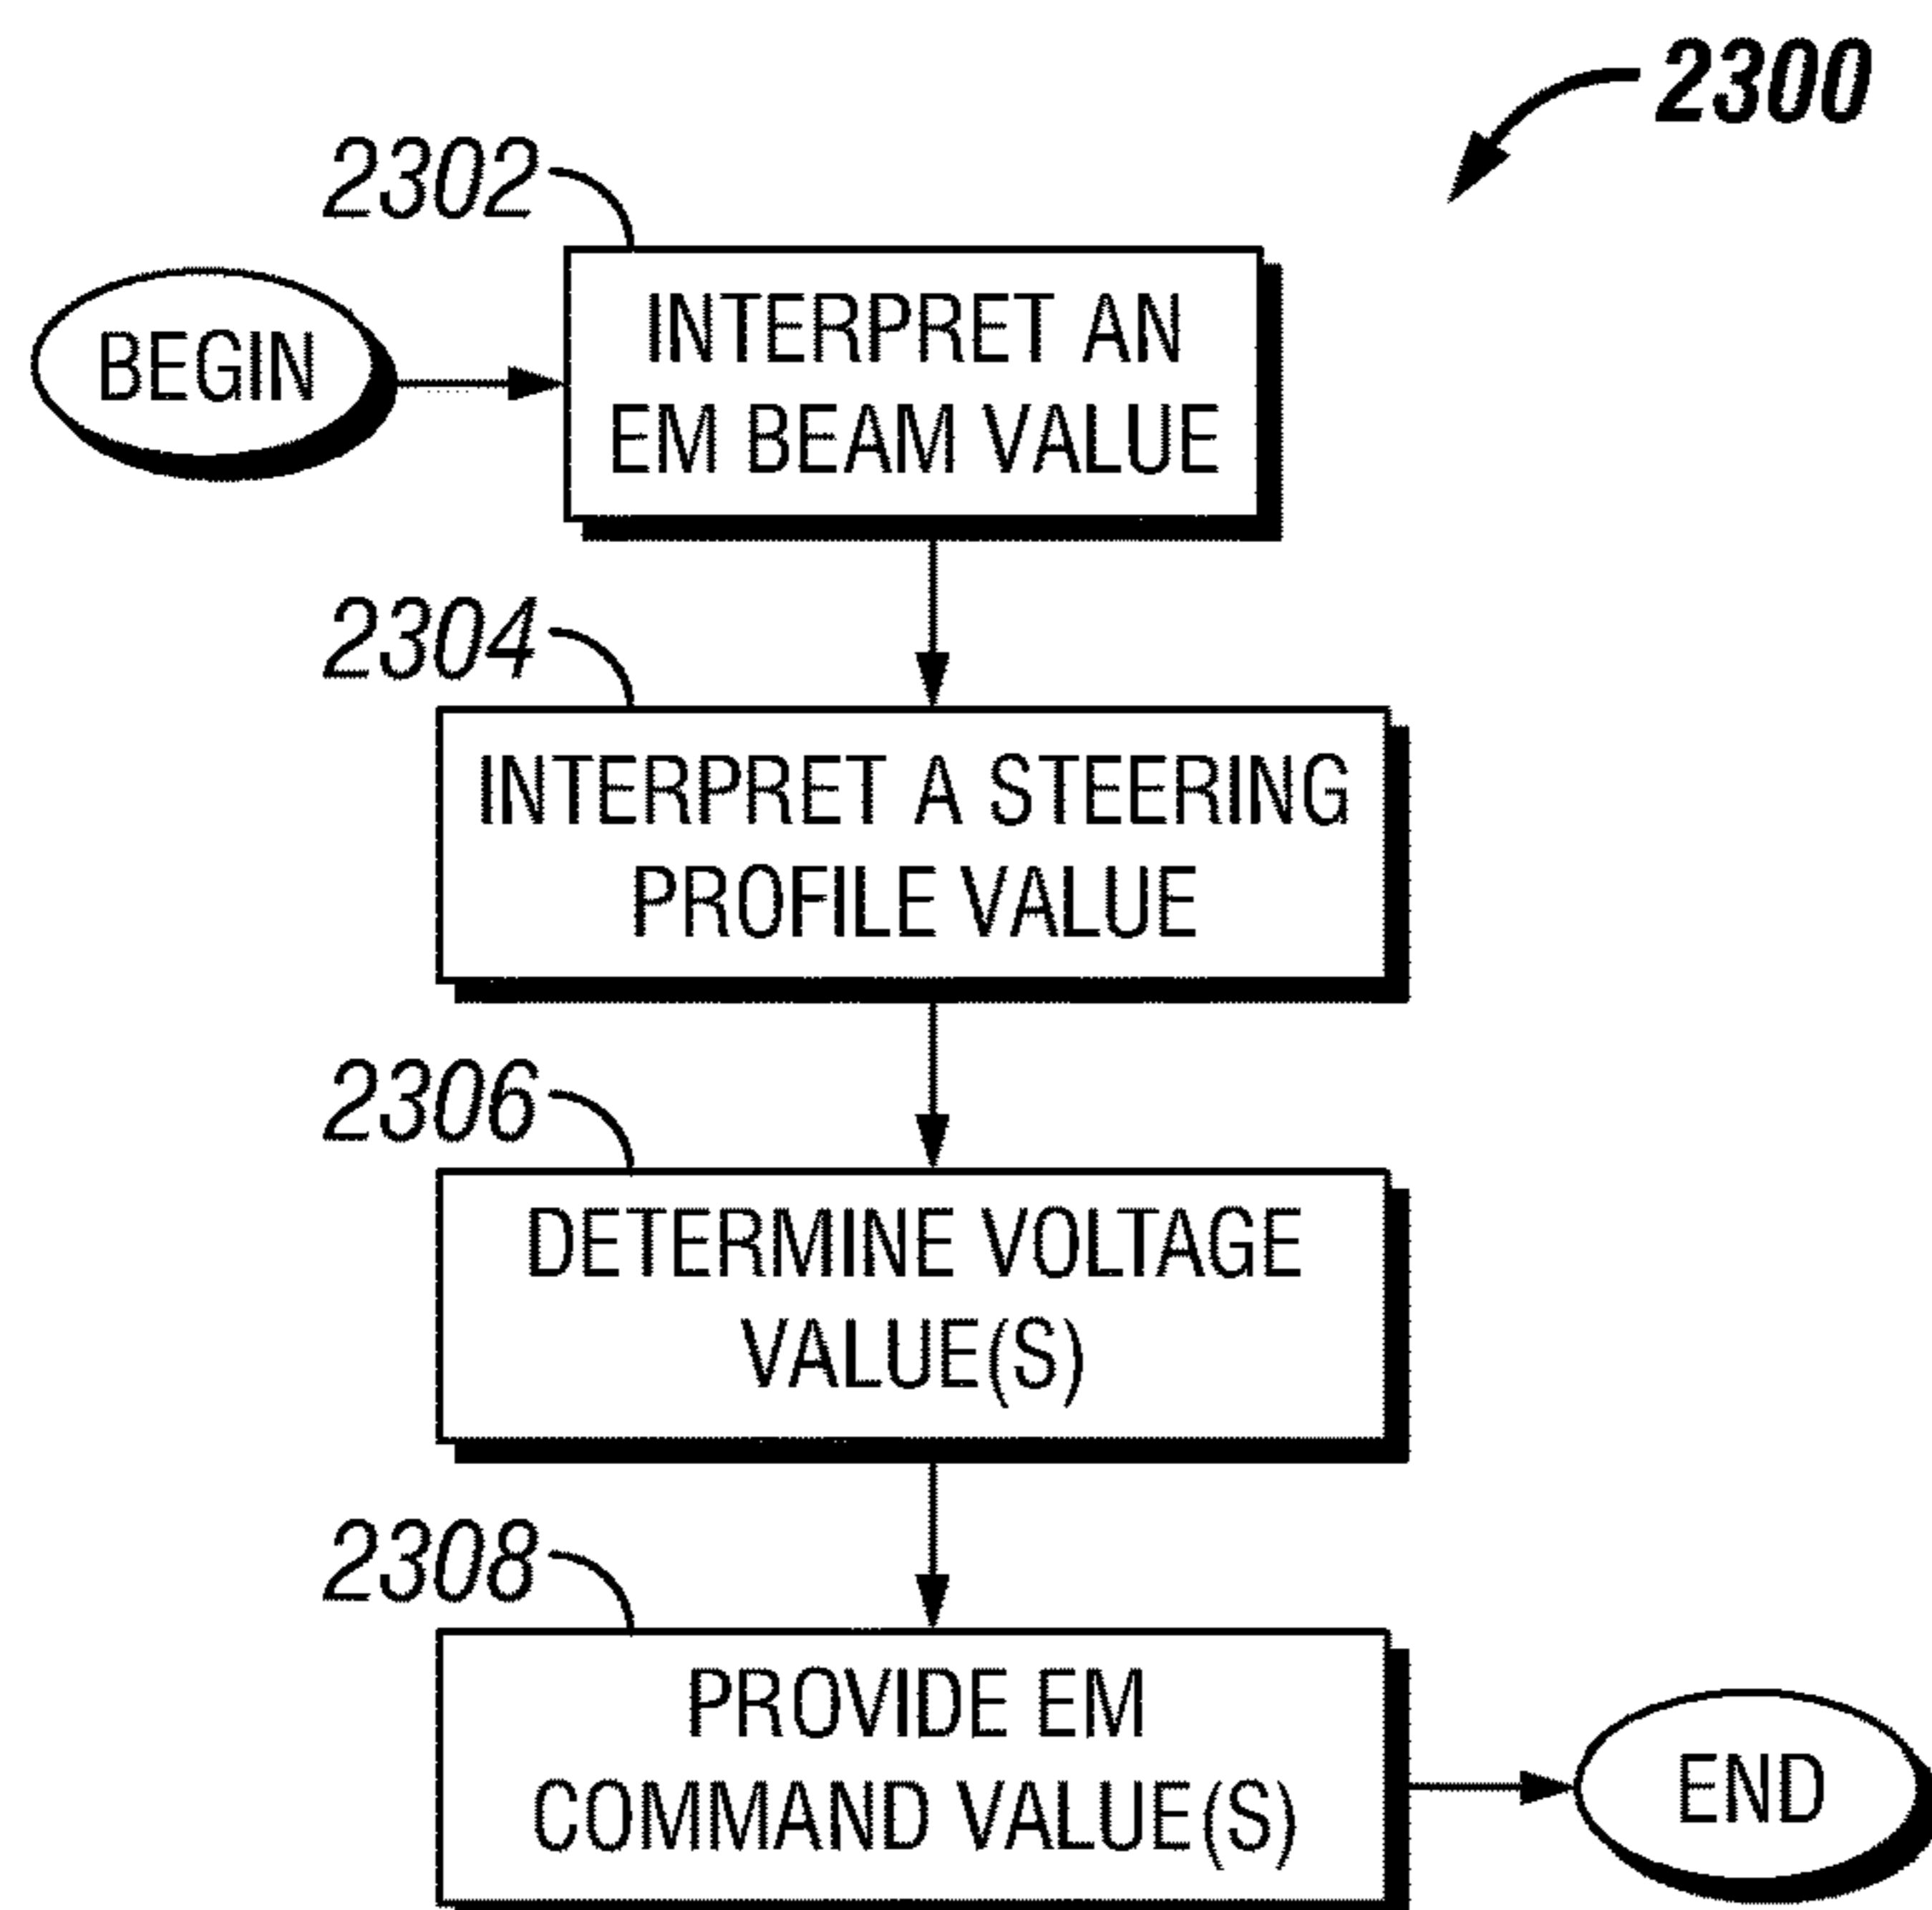 2300
2302
BEGIN
INTERPRET AN
EM BEAM VALUE
2304
INTERPRET A STEERING
PROFILE VALUE
2306
DETERMINE VOLTAGE
VALUE(S)
2308
PROVIDE EM
COMMAND VALUE(S)
END